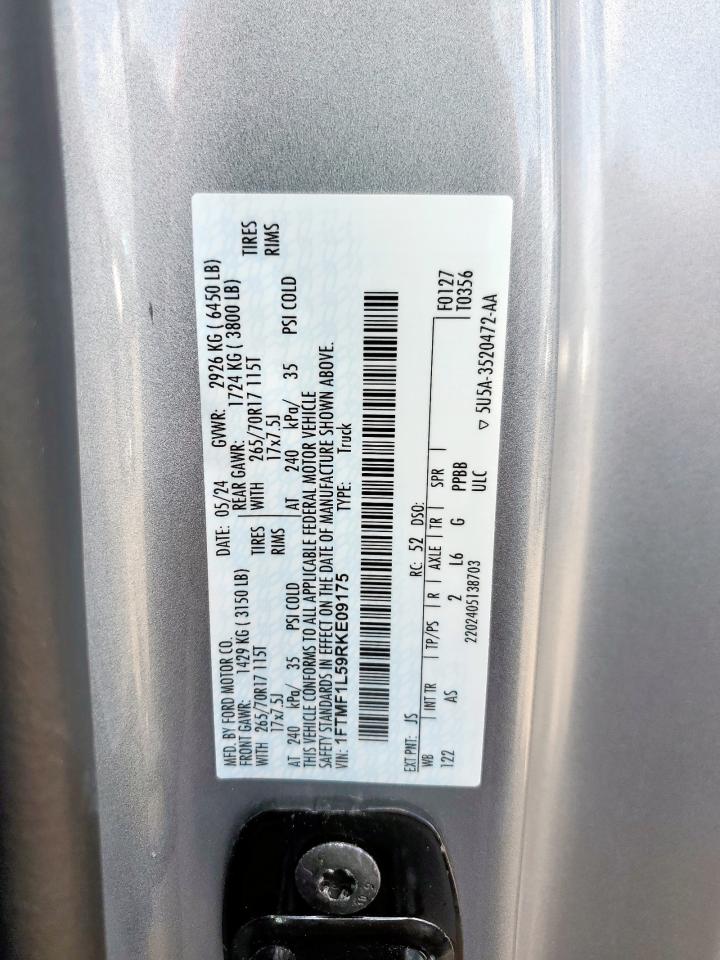 MFD. BY FORD MOTOR CO.
DATE: 05/24 GVWR: 2926 KG ( 6450 LB)
FRONT GAWR: 1429 KG ( 3150 LB) REAR GAWR: 1724 KG ( 3800 LB)
WITH 265/70R17 115T TIRES WITH 265/70R17 115T TIRES
17x7.5J RIMS 17x7.5J RIMS
AT 240 kPa/ 35 PSI COLD AT 240 kPa/ 35 PSI COLD
THIS VEHICLE CONFORMS TO ALL APPLICABLE FEDERAL MOTOR VEHICLE
SAFETY STANDARDS IN EFFECT ON THE DATE OF MANUFACTURE SHOWN ABOVE.
VIN: 1FTMF1L59RKE09175 TYPE: Truck
EXT PNT: JS RC: 52 DSO: F0127
WB INT TR TP/PS R AXLE TR SPR T0356
122 AS 2 L6 G PPBB
2202405138703 ULC ▽ 5U5A-3520472-AA